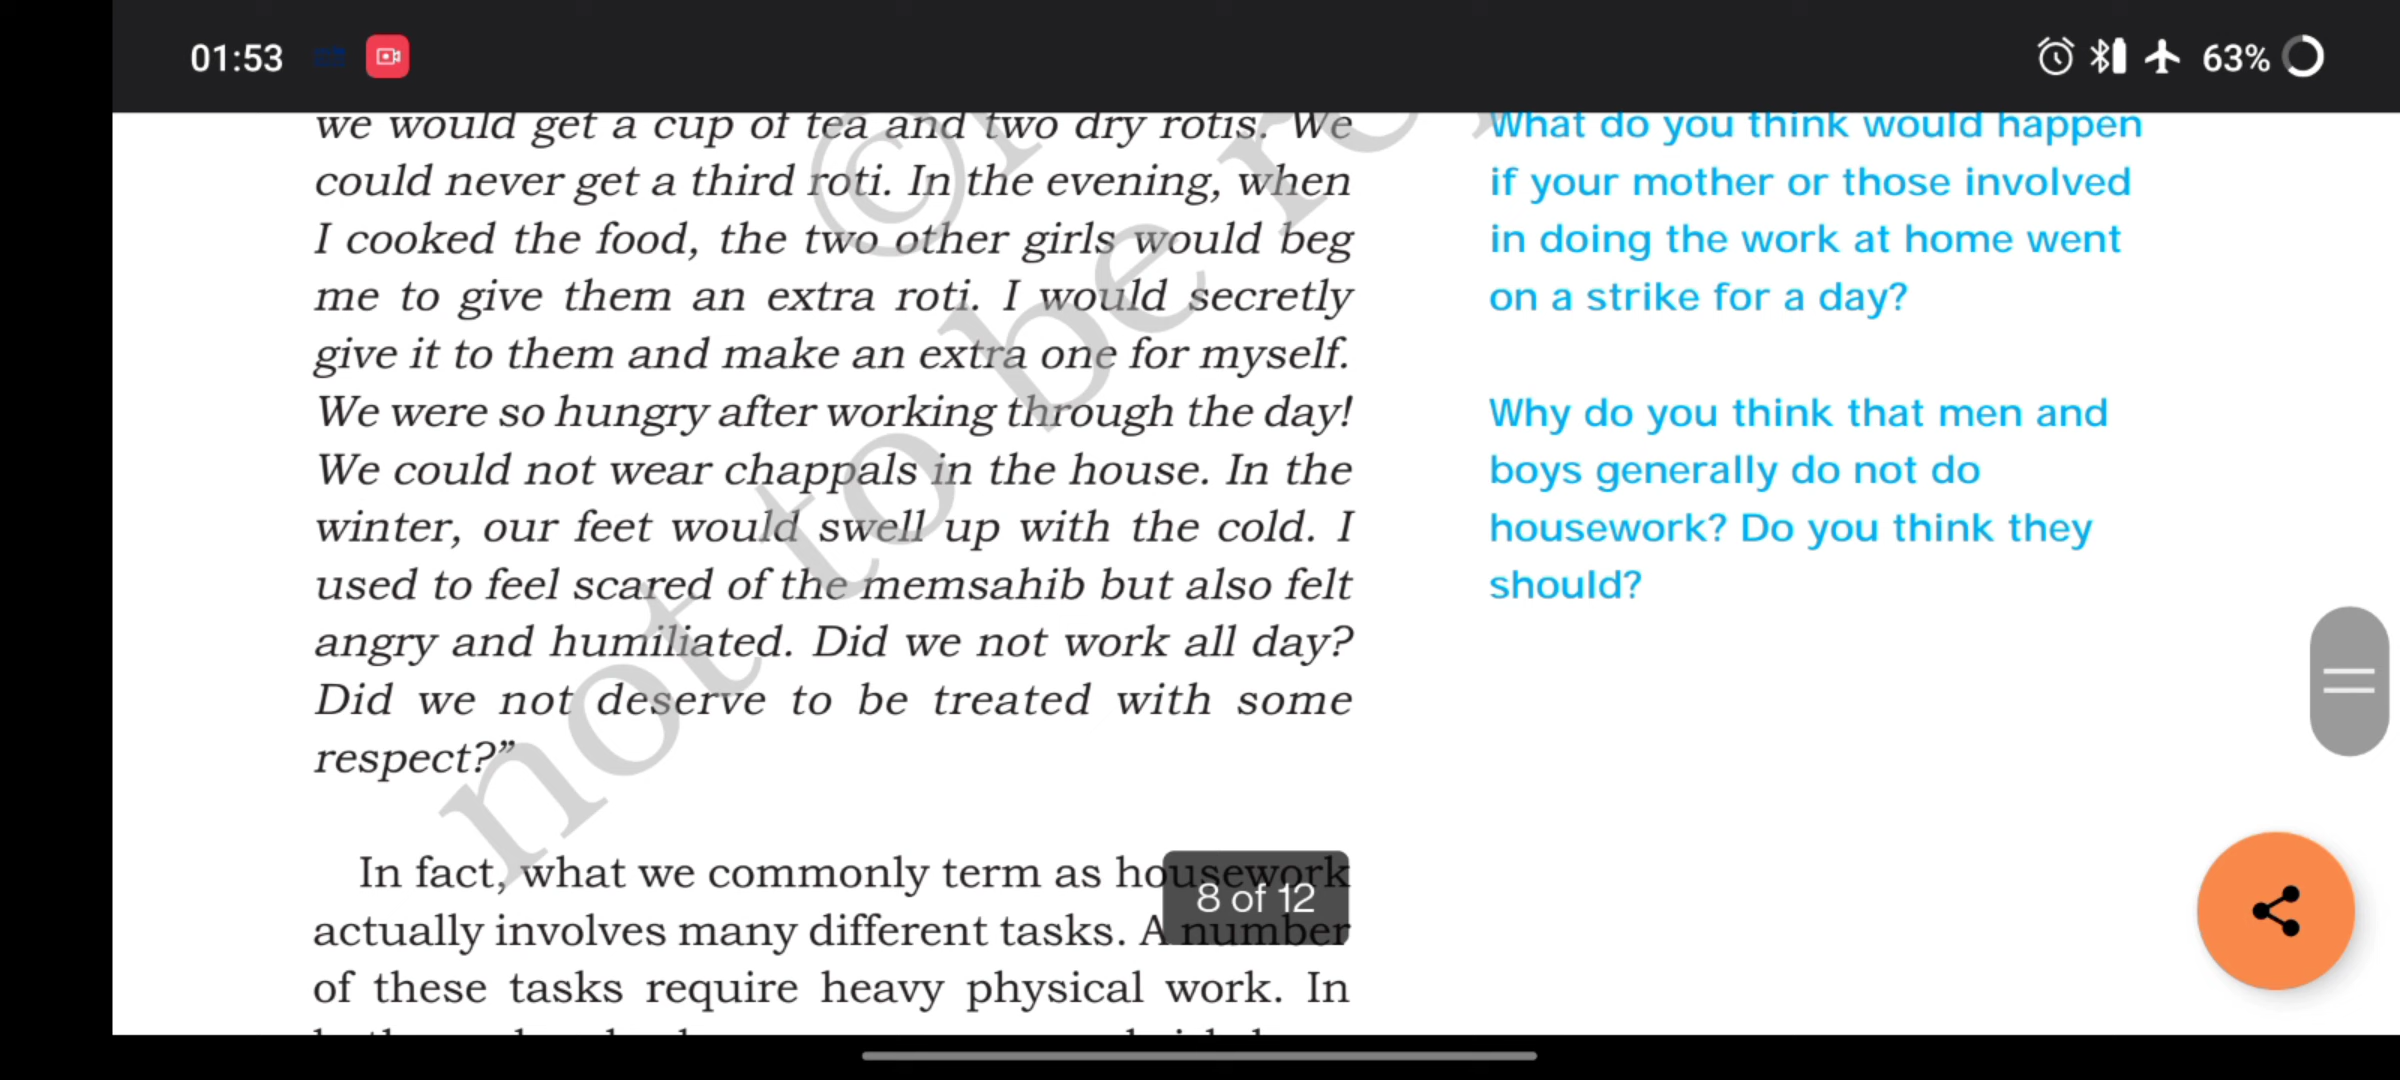 01:53
63%
we would get a cup of tea and two dry rotis. We
could never get a third roti. In the evening, when
I cooked the food, the two other girls would beg
me to give them an extra roti. I would secretly
give it to them and make an extra one for myself.
We were so hungry after working through the day!
We could not wear chappals in the house. In the
winter, our feet would swell up with the cold. I
used to feel scared of the memsahib but also felt
angry and humiliated. Did we not work all day?
Did we not deserve to be treated with some
respect?”
In fact, what we commonly term as housework
actually involves many different tasks. A number
of these tasks require heavy physical work. In
What do you think would happen
if your mother or those involved
in doing the work at home went
on a strike for a day?
Why do you think that men and
boys generally do not do
housework? Do you think they
should?
8 of 12
©
not to be re